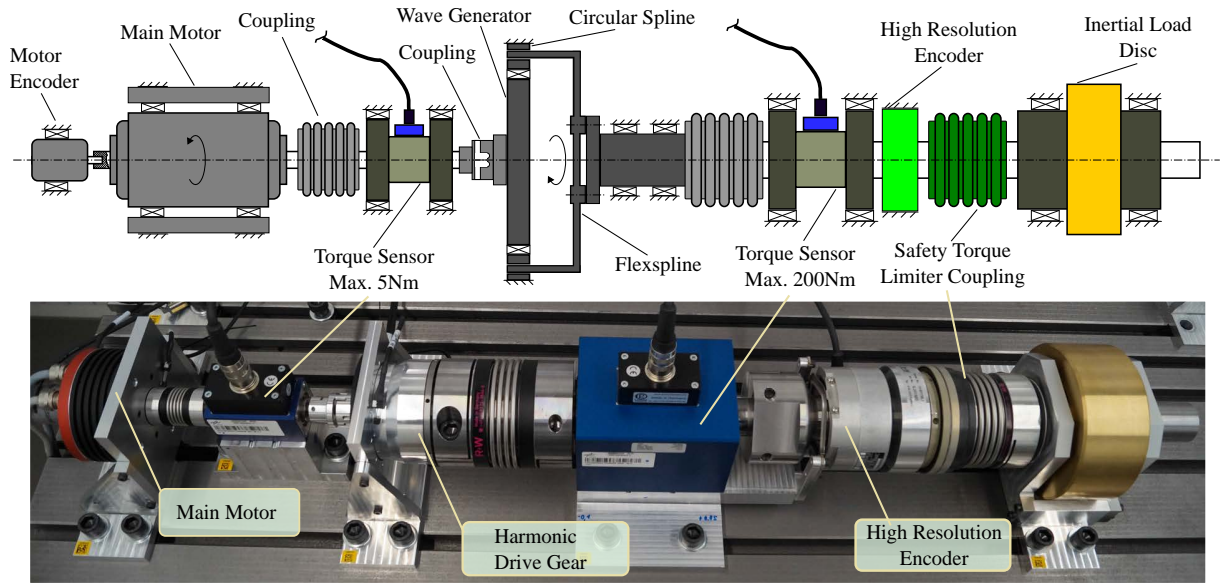 Wave Generator
Circular Spline
Coupling
Main Motor
Coupling
High Resolution
Encoder
Inertial Load
Disc
Motor
Encoder
Torque Sensor
Max. 5Nm
Flexspline
Torque Sensor
Max. 200Nm
Safety Torque
Limiter Coupling
R+W
Main Motor
Harmonic
Drive Gear
High Resolution
Encoder